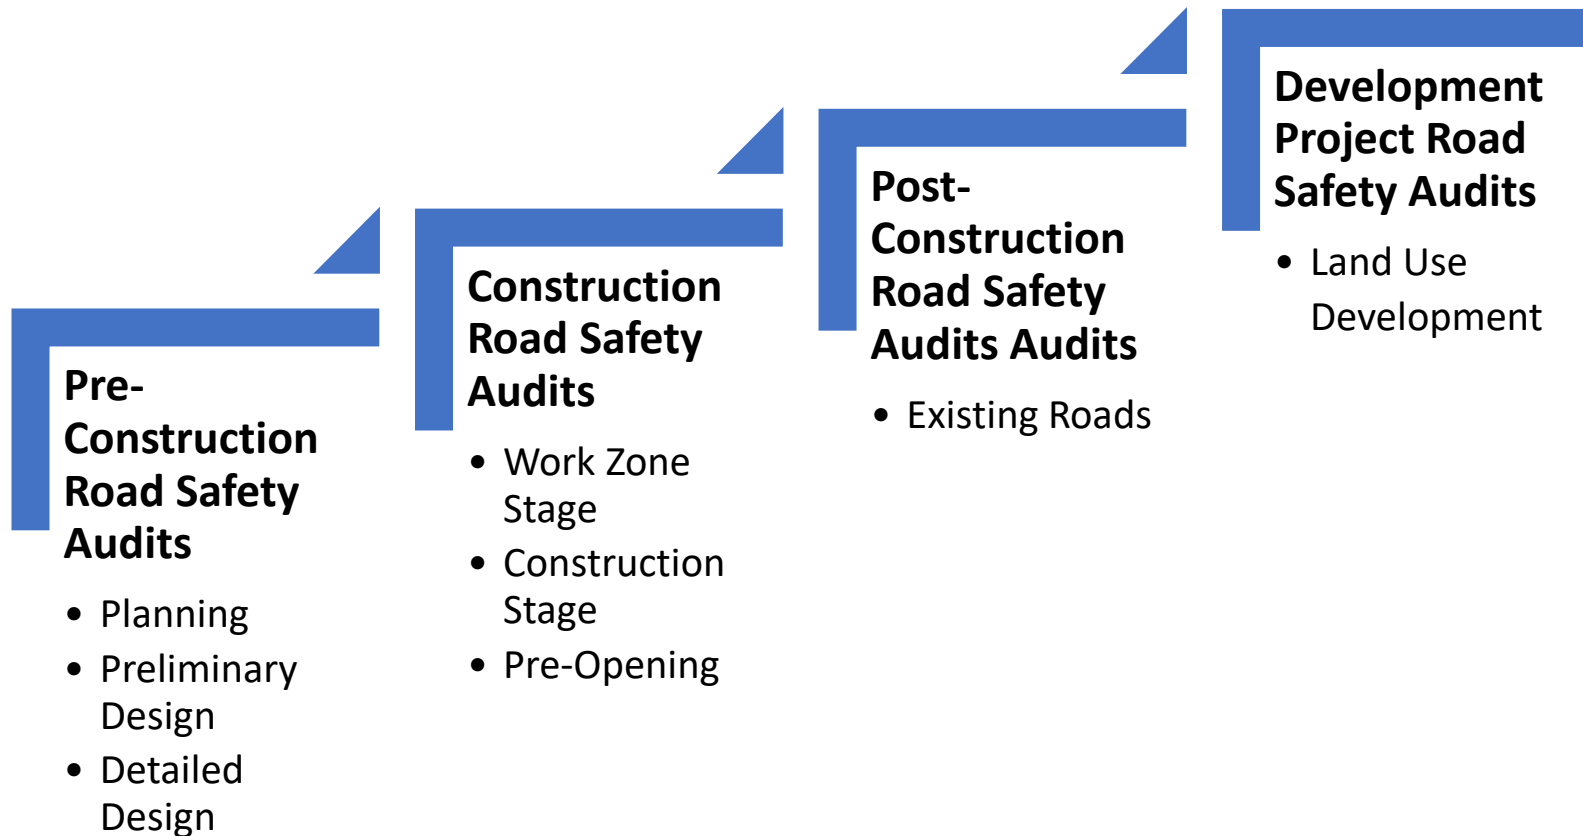 Pre-
Construction
Road Safety
Audits
• Planning
• Preliminary
Design
• Detailed
Design
Construction
Road Safety
Audits
• Work Zone
Stage
• Construction
Stage
• Pre-Opening
Post-
Construction
Road Safety
Audits Audits
• Existing Roads
Development
Project Road
Safety Audits
• Land Use
Development